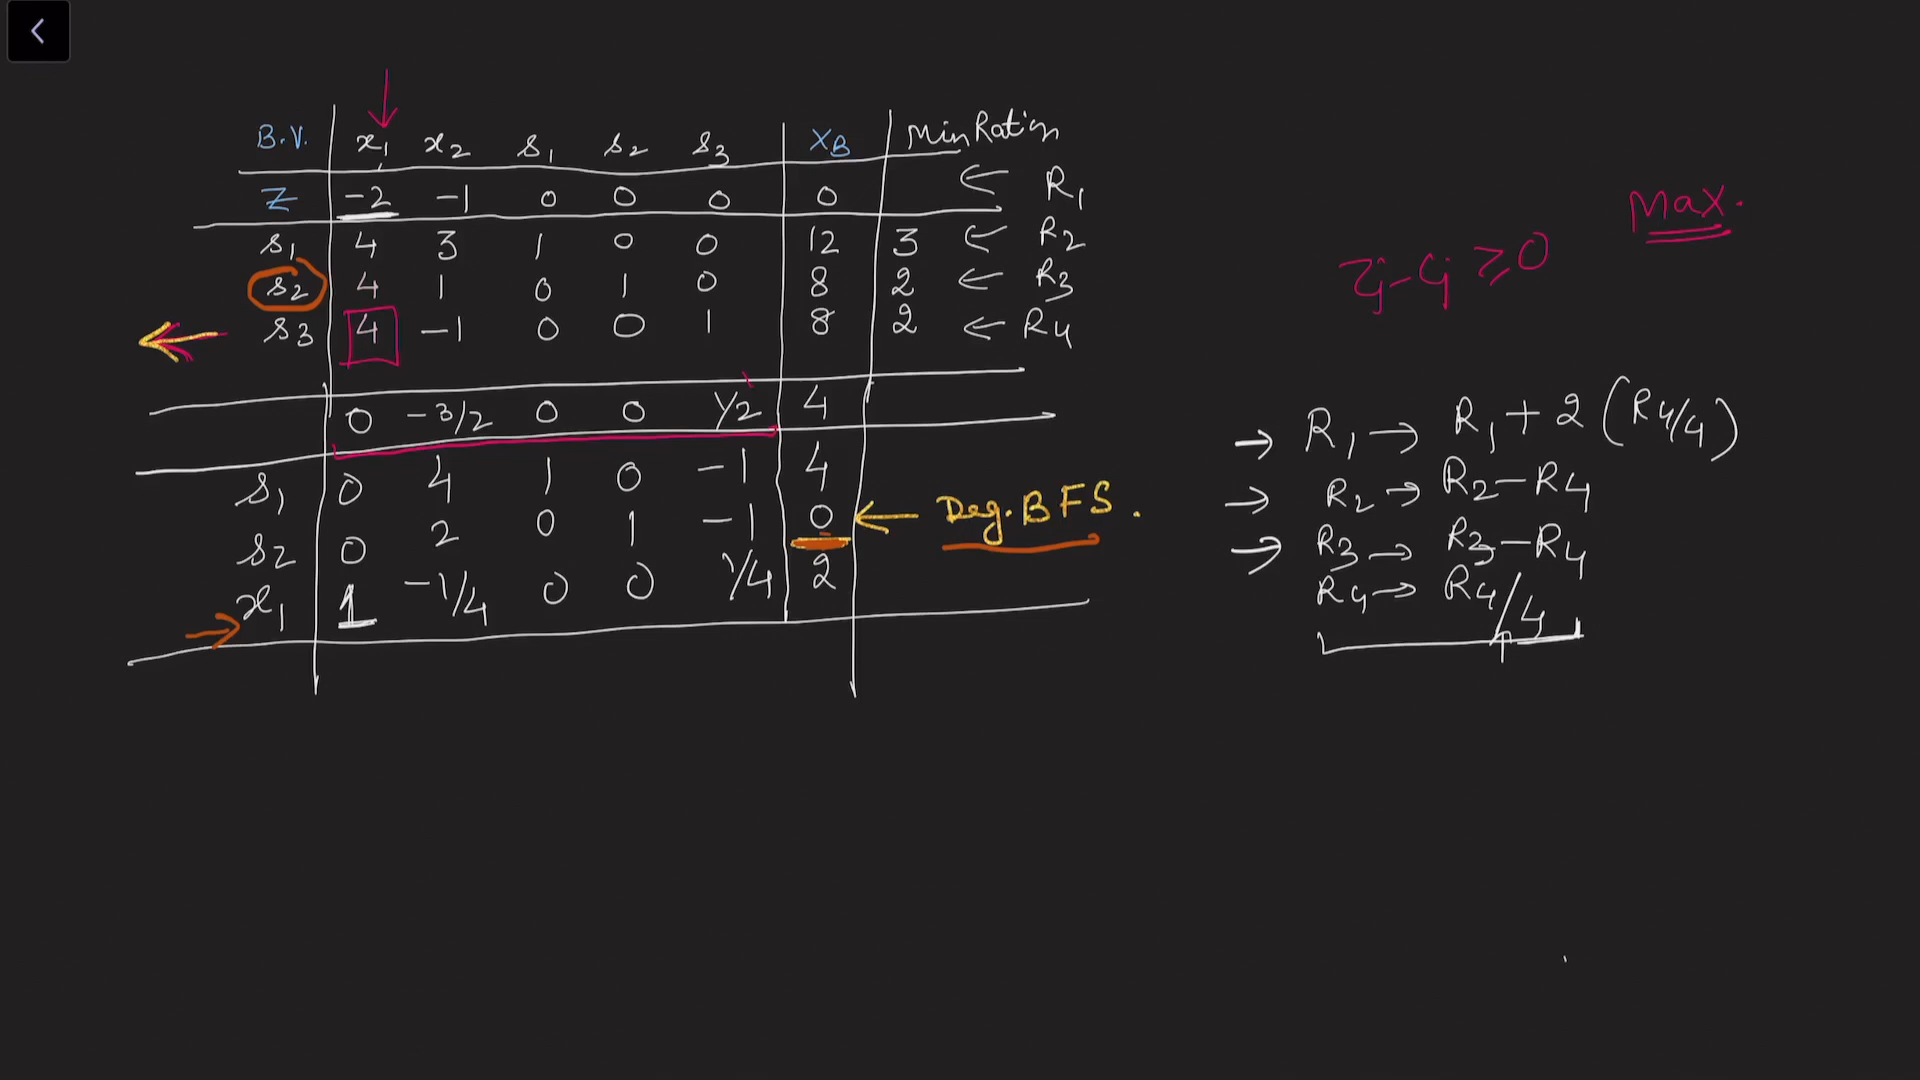 B.V. x₁ x₂ s₁ s₂ s₃ X_B Min Ration
Z -2 -1 0 0 0 0 ← R₁
s₁ 4 3 1 0 0 12 3 ← R₂
s₂ 4 1 0 1 0 8 2 ← R₃
s₃ 4 -1 0 0 1 8 2 ← R₄
0 -3/2 0 0 1/2 4
s₁ 0 4 1 0 -1 4
s₂ 0 2 0 1 -1 0 ← Deg. BFS.
x₁ 1 -1/4 0 0 1/4 2
Max.
Zj-Cj ≥0
→ R₁→ R₁+2(R₄/4)
→ R₂→ R₂-R₄
→ R₃→ R₃-R₄
R₄→ R₄/4